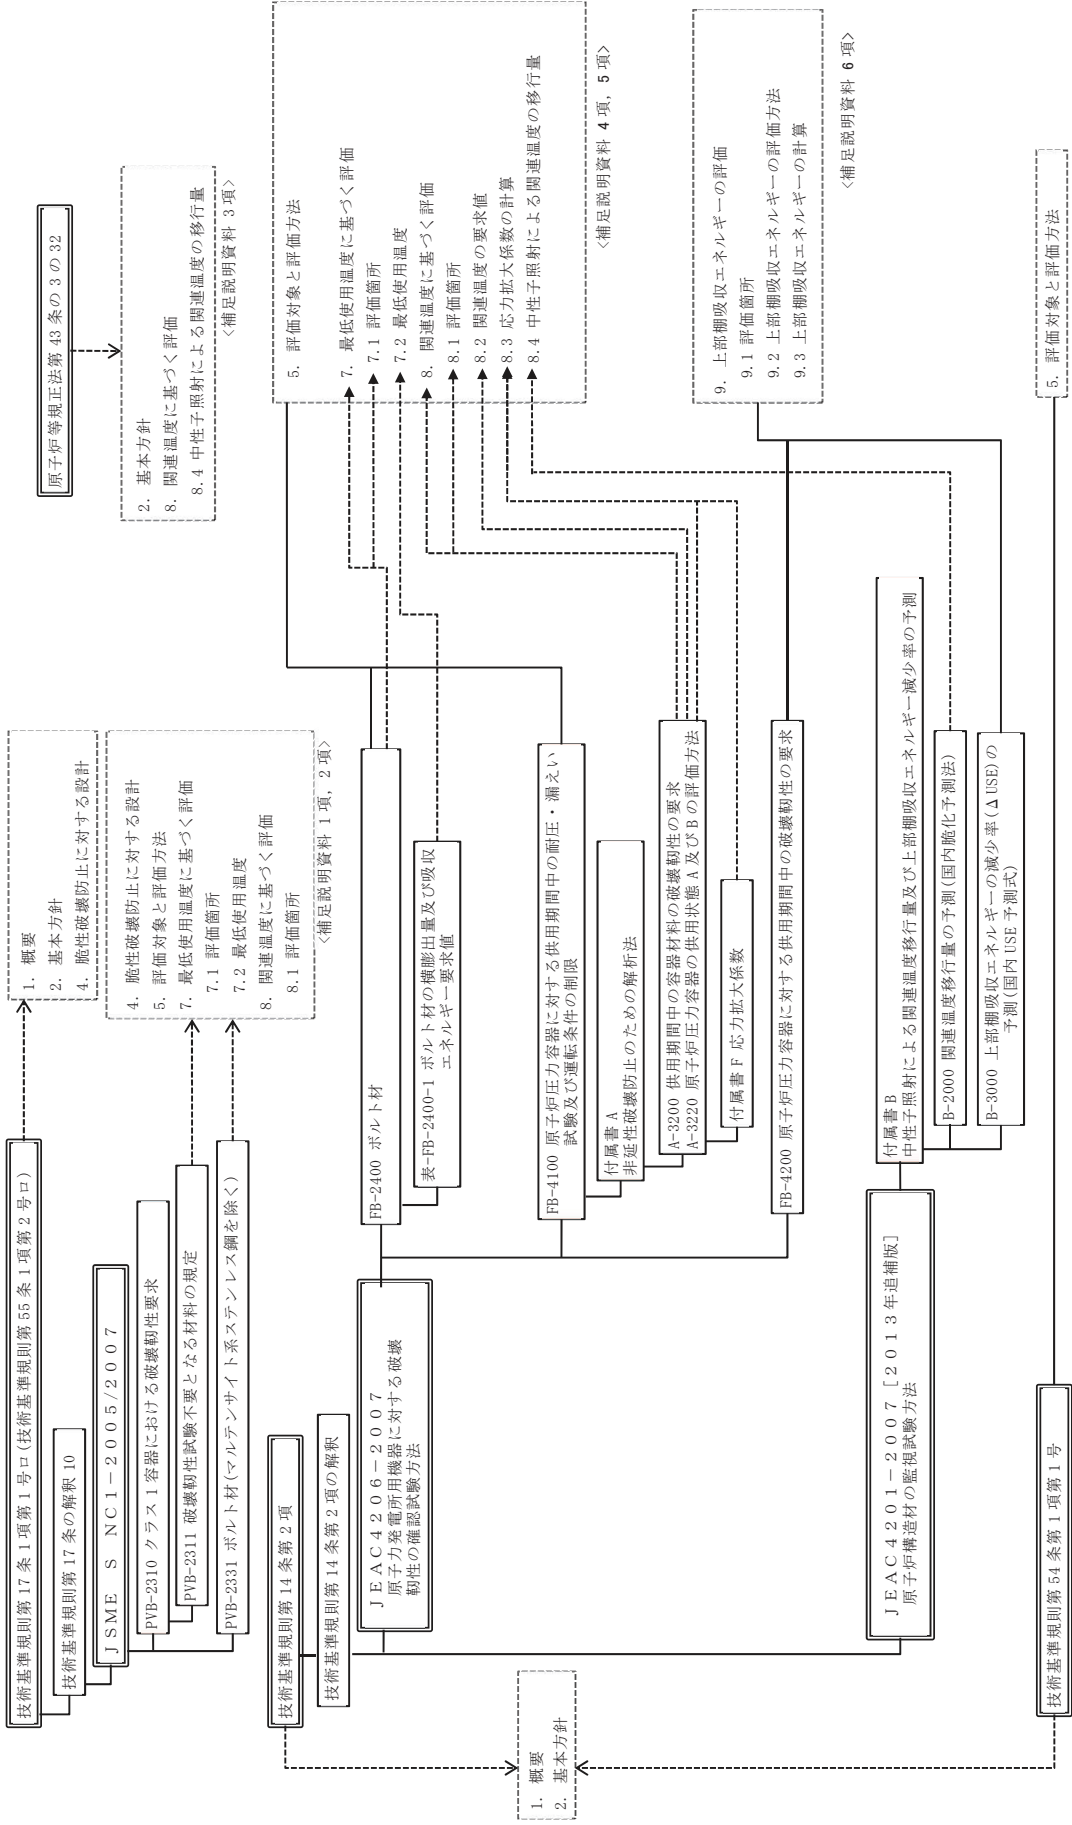 技術基準規則第17条1項第1号ロ(技術基準規則第55条1項第2号ロ)
技術基準規則第17条の解釈10
JSME S NC1-2005/2007
PVB-2310 クラス1容器における破壊靭性要求
PVB-2311 破壊靭性試験不要となる材料の規定
PVB-2331 ボルト材(マルテンサイト系ステンレス鋼を除く)
1. 概要
2. 基本方針
4. 脆性破壊防止に対する設計
4. 脆性破壊防止に対する設計
5. 評価対象と評価方法
7. 最低使用温度に基づく評価
7.1 評価箇所
7.2 最低使用温度
8. 関連温度に基づく評価
8.1 評価箇所
<補足説明資料1項, 2項>
原子炉等規正法第43条の3の32
2. 基本方針
8. 関連温度に基づく評価
8.4 中性子照射による関連温度の移行量
<補足説明資料3項>
技術基準規則第14条第2項
技術基準規則第14条第2項の解釈
1. 概要
2. 基本方針
JEAC4206-2007
原子力発電所用機器に対する破壊
靭性の確認試験方法
FB-2400 ボルト材
表-FB-2400-1 ボルト材の横膨出量及び吸収
エネルギー要求値
FB-4100 原子炉圧力容器に対する供用期間中の耐圧・漏えい
試験及び運転条件の制限
付属書A
非延性破壊防止のための解析法
A-3200 供用期間中の容器材料の破壊靭性の要求
A-3220 原子炉圧力容器の供用状態A及びBの評価方法
付属書F 応力拡大係数
FB-4200 原子炉圧力容器に対する供用期間中の破壊靭性の要求
5. 評価対象と評価方法
7. 最低使用温度に基づく評価
7.1 評価箇所
7.2 最低使用温度
8. 関連温度に基づく評価
8.1 評価箇所
8.2 関連温度の要求値
8.3 応力拡大係数の計算
8.4 中性子照射による関連温度の移行量
<補足説明資料4項, 5項>
JEAC4201-2007[2013年追補版]
原子炉構造材の監視試験方法
付属書B
中性子照射による関連温度移行量及び上部棚吸収エネルギー減少率の予測
B-2000 関連温度移行量の予測(国内脆化予測法)
B-3000 上部棚吸収エネルギーの減少率(ΔUSE)の
予測(国内USE予測式)
9. 上部棚吸収エネルギーの評価
9.1 評価箇所
9.2 上部棚吸収エネルギーの評価方法
9.3 上部棚吸収エネルギーの計算
<補足説明資料6項>
技術基準規則第54条第1項第1号
5. 評価対象と評価方法